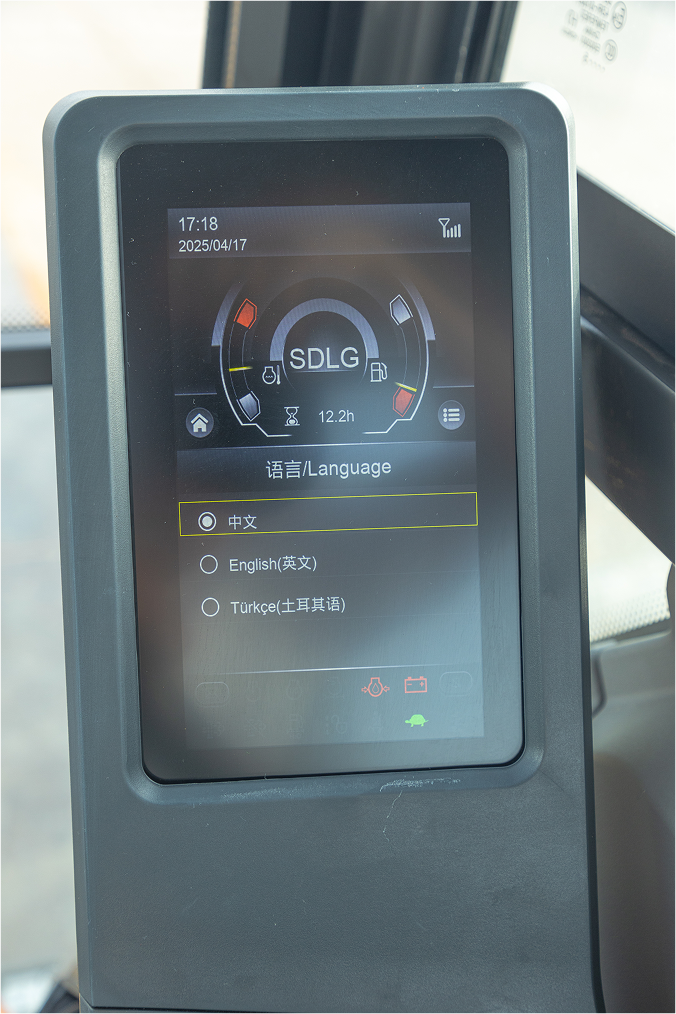 17:18
2025/04/17
SDLG
12.2h
语言/Language
中文
English(英文)
Türkçe(土耳其语)